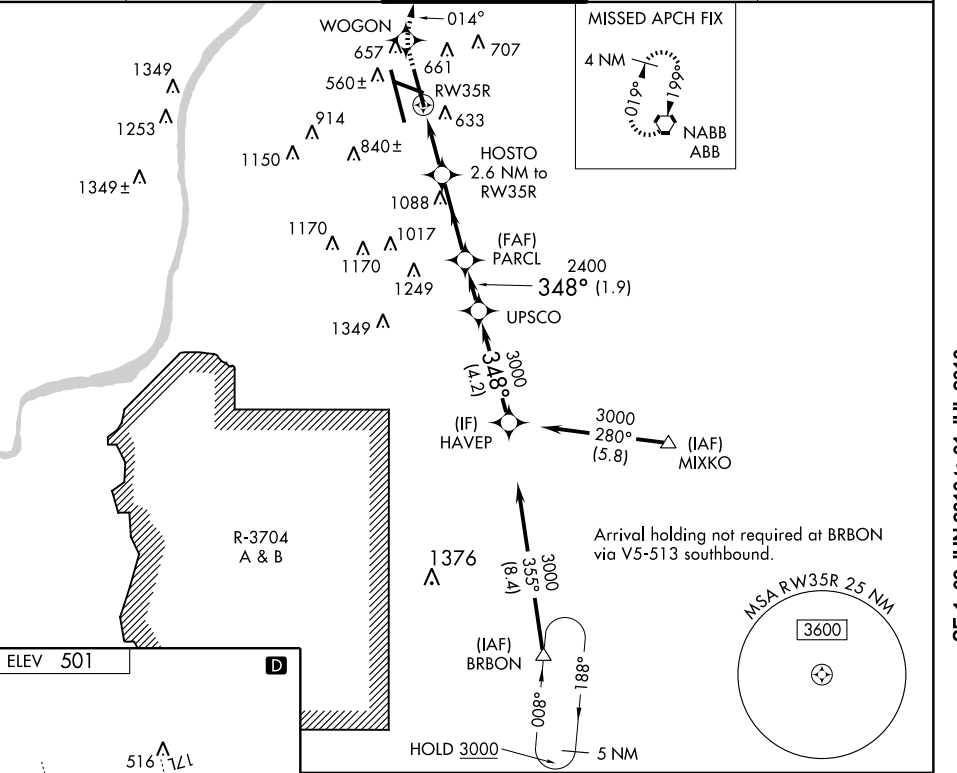 WOGON
014°
657
661
707
560±
RW35R
633
1349
1253
914
1150
840±
1349±
HOSTO
2.6 NM to
RW35R
1088
MISSED APCH FIX
4 NM
019°
199°
NABB
ABB
1170
1170
1017
1249
(FAF)
PARCL
2400
348° (1.9)
UPSCO
1349
3000
348°
(4.2)
(IF)
HAVEP
3000
280°
(5.8)
(IAF)
MIXKO
R-3704
A & B
1376
3000
355°
(8.4)
Arrival holding not required at BRBON
via V5-513 southbound.
MSA RW35R 25 NM
3600
(IAF)
BRBON
188°
008°
HOLD 3000
5 NM
ELEV 501
D
516
17L